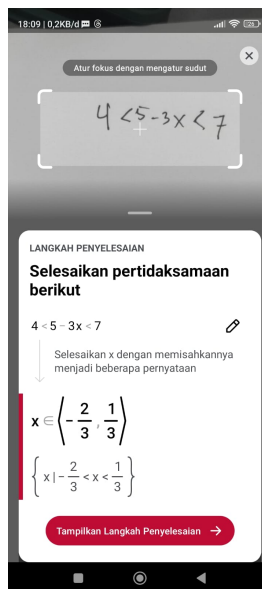 18:09 | 0,2KB/d
Atur fokus dengan mengatur sudut
4 < 5 - 3x < 7
LANGKAH PENYELESAIAN
Selesaikan pertidaksamaan
berikut
4 < 5 - 3x < 7
Selesaikan x dengan memisahkannya
menjadi beberapa pernyataan
x ∈ ⟨-2/3, 1/3⟩
{x | -2/3 < x < 1/3}
Tampilkan Langkah Penyelesaian →